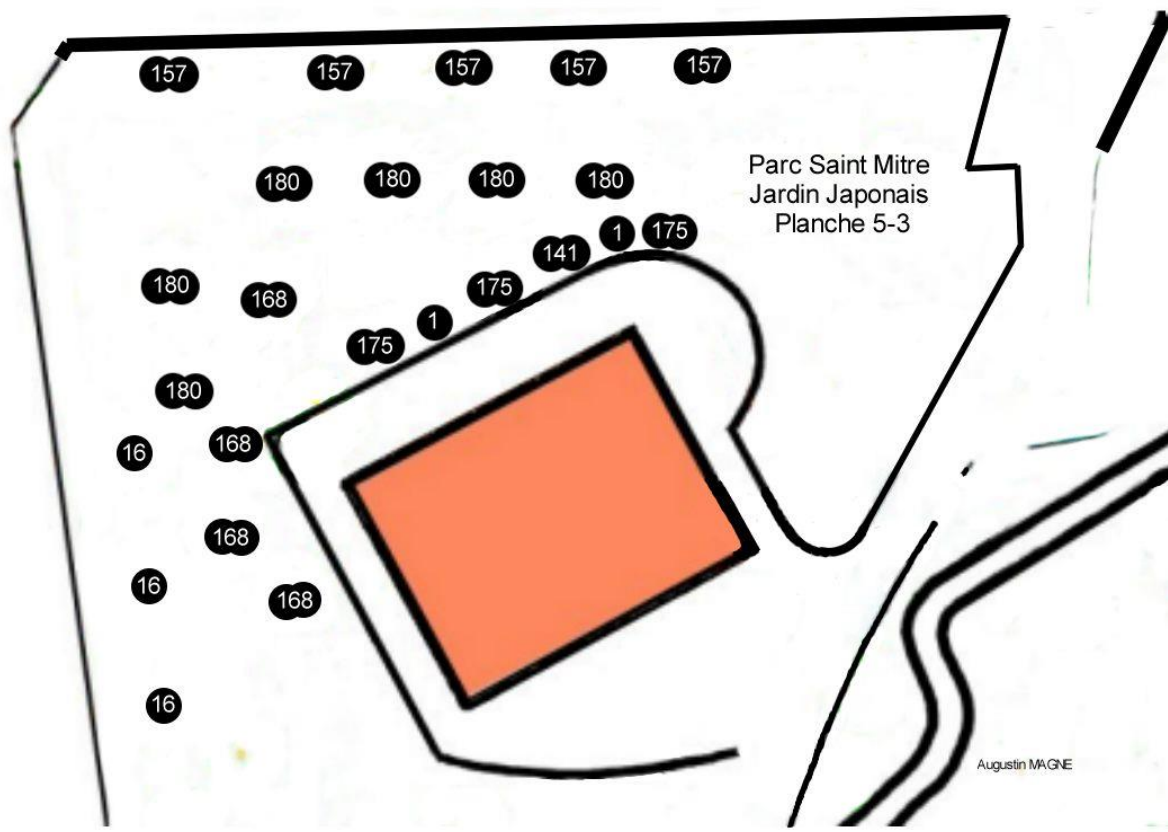 157 157 157 157 157
180 180 180 180
Parc Saint Mitre
Jardin Japonais
Planche 5-3
141 1 175
180 168 175
175 1
180
16 168
168
16 168
16
Augustin MAGNE